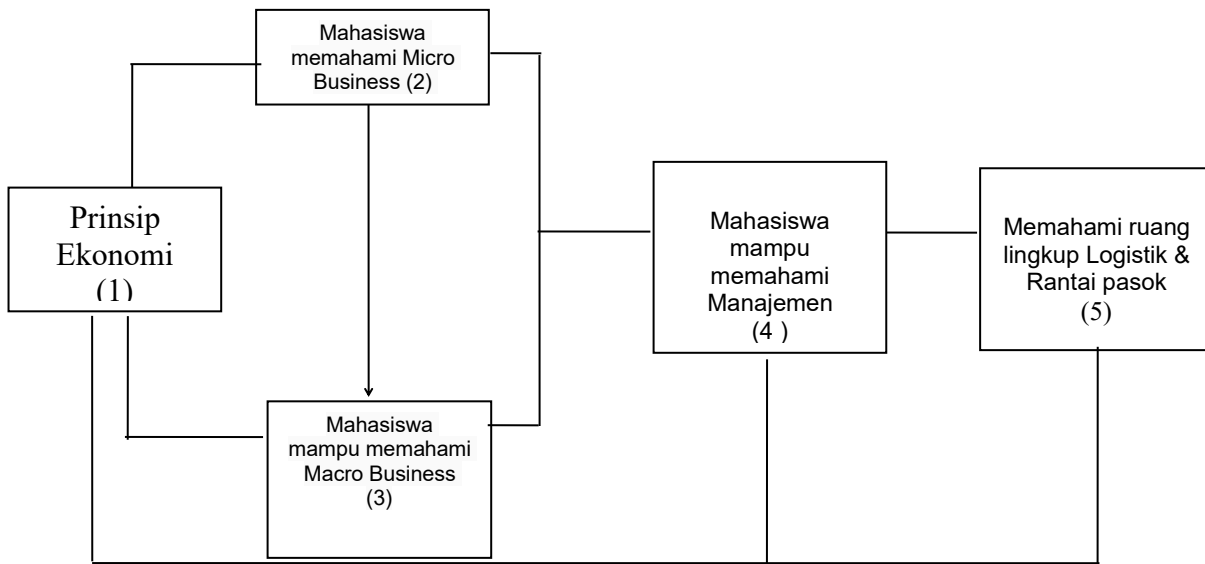 Mahasiswa
memahami Micro
Business (2)
Prinsip
Ekonomi
(1)
Mahasiswa
mampu memahami
Macro Business
(3)
Mahasiswa
mampu
memahami
Manajemen
(4 )
Memahami ruang
lingkup Logistik &
Rantai pasok
(5)